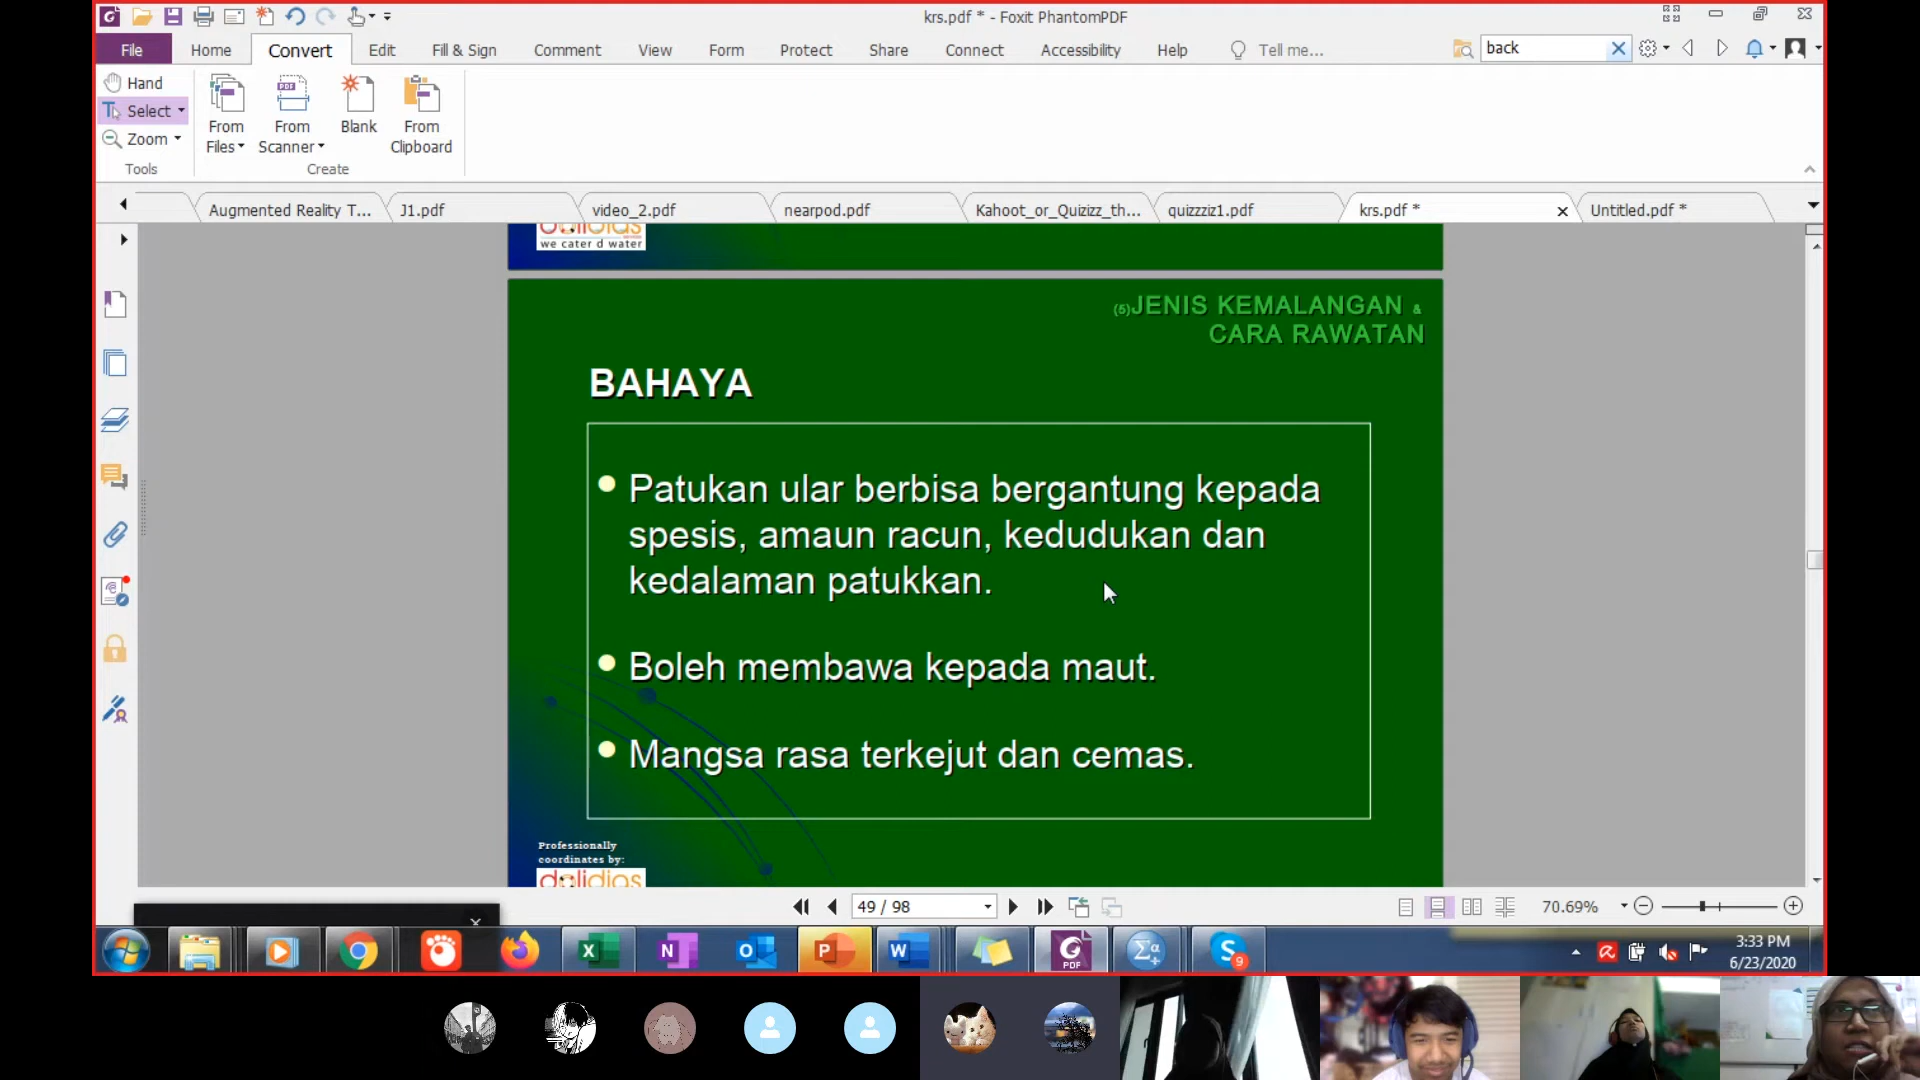 krs.pdf * - Foxit PhantomPDF
File Home Convert Edit Fill & Sign Comment View Form Protect Share Connect Accessibility Help Tell me... back
Hand
Select
Zoom
Tools
From Files
From Scanner
Blank
From Clipboard
Create
Augmented Reality T... J1.pdf video_2.pdf nearpod.pdf Kahoot_or_Quizizz_th... quizzziz1.pdf krs.pdf * Untitled.pdf *
we cater d water
(5)JENIS KEMALANGAN &
CARA RAWATAN
BAHAYA
Patukan ular berbisa bergantung kepada
spesis, amaun racun, kedudukan dan
kedalaman patukkan.
Boleh membawa kepada maut.
Mangsa rasa terkejut dan cemas.
Professionally
coordinates by:
dolidias
49 / 98
70.69%
3:33 PM
6/23/2020